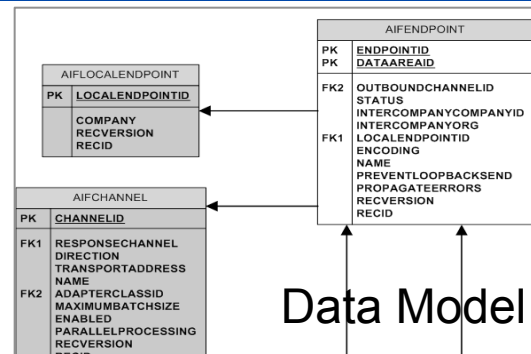 AIFENDPOINT
PK ENDPOINTID
PK DATAAREAID
FK2 OUTBOUNDCHANNELID
STATUS
INTERCOMPANYCOMPANYID
INTERCOMPANYORG
FK1 LOCALENDPOINTID
ENCODING
NAME
PREVENTLOOPBACKSEND
PROPAGATEERRORS
RECVERSION
RECID
AIFLOCALENDPOINT
PK LOCALENDPOINTID
COMPANY
RECVERSION
RECID
AIFCHANNEL
PK CHANNELID
FK1 RESPONSECHANNEL
DIRECTION
TRANSPORTADDRESS
NAME
FK2 ADAPTERCLASSID
MAXIMUMBATCHSIZE
ENABLED
PARALLELPROCESSING
RECVERSION
RECID
Data Model